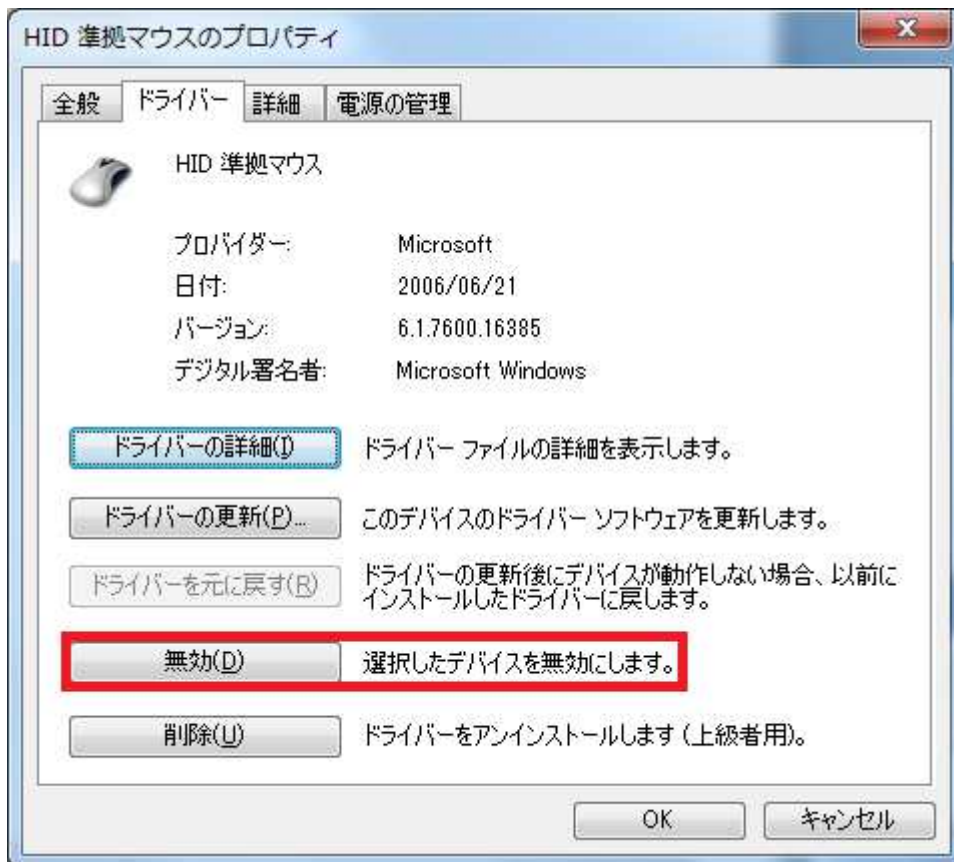 HID 準拠マウスのプロパティ
全般 ドライバー 詳細 電源の管理
HID 準拠マウス
プロバイダー: Microsoft
日付: 2006/06/21
バージョン: 6.1.7600.16385
デジタル署名者: Microsoft Windows
ドライバーの詳細(I) ドライバー ファイルの詳細を表示します。
ドライバーの更新(P)... このデバイスのドライバー ソフトウェアを更新します。
ドライバーを元に戻す(R) ドライバーの更新後にデバイスが動作しない場合、以前に
インストールしたドライバーに戻します。
無効(D) 選択したデバイスを無効にします。
削除(U) ドライバーをアンインストールします (上級者用)。
OK キャンセル